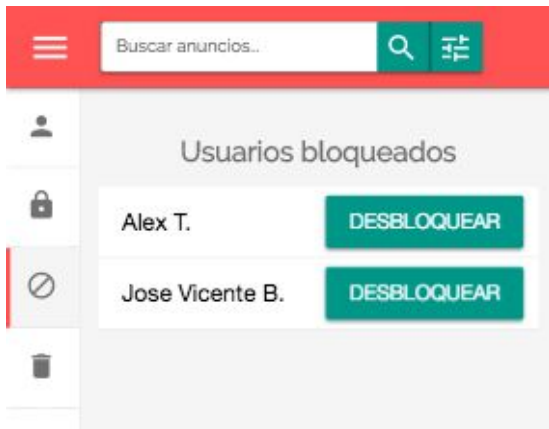 Buscar anuncios..
Usuarios bloqueados
Alex T. DESBLOQUEAR
Jose Vicente B. DESBLOQUEAR